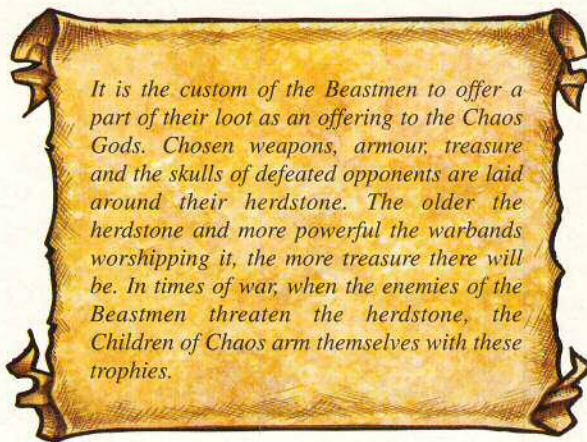 It is the custom of the Beastmen to offer a
part of their loot as an offering to the Chaos
Gods. Chosen weapons, armour, treasure
and the skulls of defeated opponents are laid
around their herdstone. The older the
herdstone and more powerful the warbands
worshipping it, the more treasure there will
be. In times of war, when the enemies of the
Beastmen threaten the herdstone, the
Children of Chaos arm themselves with these
trophies.